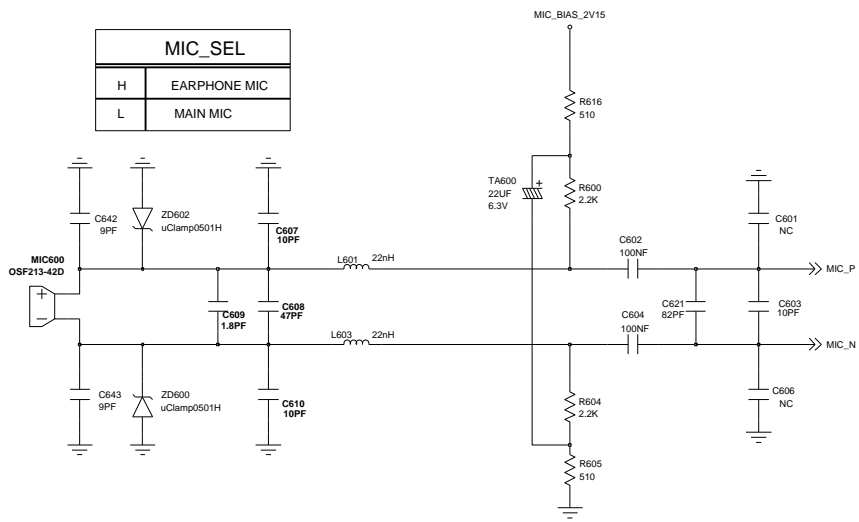 MIC_BIAS_2V15
MIC_SEL
H EARPHONE MIC
L MAIN MIC
R616
510
TA600
22UF
6.3V
+
R600
2.2K
C642
9PF
ZD602
uClamp0501H
C607
10PF
C601
NC
MIC600
OSF213-42D
L601 22nH
C602
100NF
MIC_P
+
C609
1.8PF
C608
47PF
C621
82PF
C603
10PF
−
L603 22nH
C604
100NF
MIC_N
C643
9PF
ZD600
uClamp0501H
C610
10PF
R604
2.2K
C606
NC
R605
510